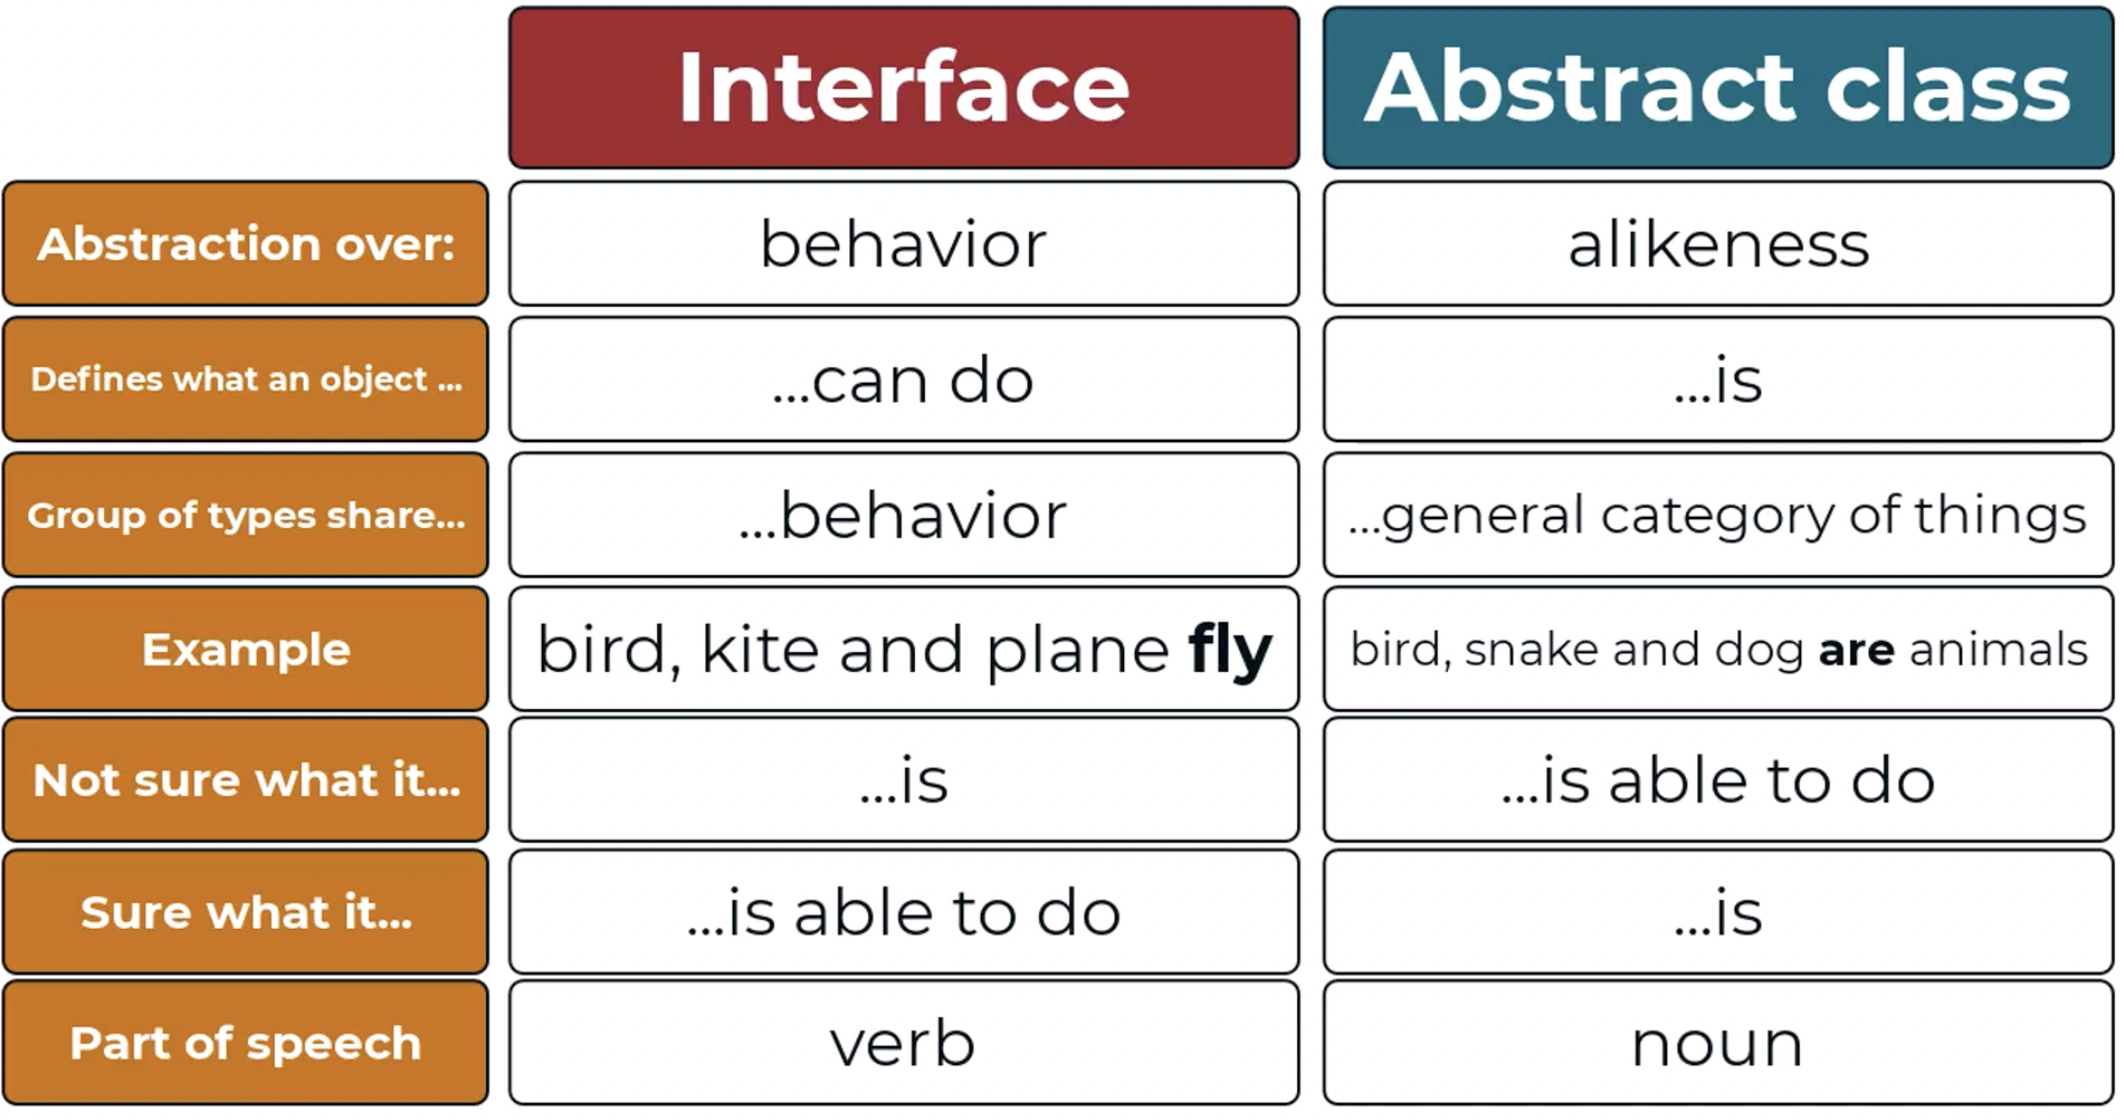 Interface Abstract class
Abstraction over: behavior alikeness
Defines what an object ... ...can do ...is
Group of types share... ...behavior ...general category of things
Example bird, kite and plane fly bird, snake and dog are animals
Not sure what it... ...is ...is able to do
Sure what it... ...is able to do ...is
Part of speech verb noun